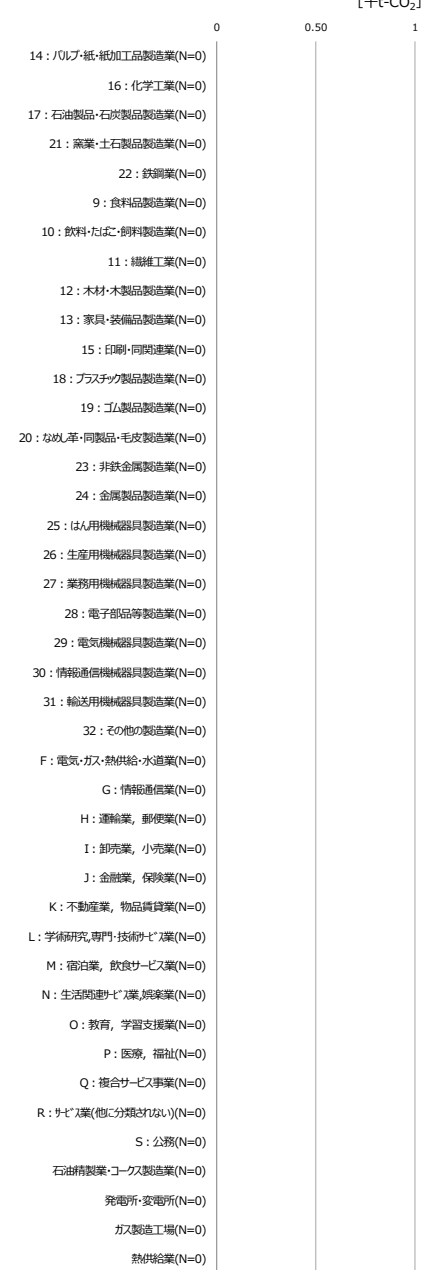 [千t-CO2]
0 0.50 1
14：パルプ･紙･紙加工品製造業(N=0)
16：化学工業(N=0)
17：石油製品･石炭製品製造業(N=0)
21：窯業･土石製品製造業(N=0)
22：鉄鋼業(N=0)
9：食料品製造業(N=0)
10：飲料･たばこ･飼料製造業(N=0)
11：繊維工業(N=0)
12：木材･木製品製造業(N=0)
13：家具･装備品製造業(N=0)
15：印刷･同関連業(N=0)
18：プラスチック製品製造業(N=0)
19：ゴム製品製造業(N=0)
20：なめし革･同製品･毛皮製造業(N=0)
23：非鉄金属製造業(N=0)
24：金属製品製造業(N=0)
25：はん用機械器具製造業(N=0)
26：生産用機械器具製造業(N=0)
27：業務用機械器具製造業(N=0)
28：電子部品等製造業(N=0)
29：電気機械器具製造業(N=0)
30：情報通信機械器具製造業(N=0)
31：輸送用機械器具製造業(N=0)
32：その他の製造業(N=0)
F：電気･ガス･熱供給･水道業(N=0)
G：情報通信業(N=0)
H：運輸業，郵便業(N=0)
I：卸売業，小売業(N=0)
J：金融業，保険業(N=0)
K：不動産業，物品賃貸業(N=0)
L：学術研究,専門･技術ｻｰﾋﾞｽ業(N=0)
M：宿泊業，飲食サービス業(N=0)
N：生活関連ｻｰﾋﾞｽ業,娯楽業(N=0)
O：教育，学習支援業(N=0)
P：医療，福祉(N=0)
Q：複合サービス事業(N=0)
R：ｻｰﾋﾞｽ業(他に分類されない)(N=0)
S：公務(N=0)
石油精製業･コークス製造業(N=0)
発電所･変電所(N=0)
ガス製造工場(N=0)
熱供給業(N=0)